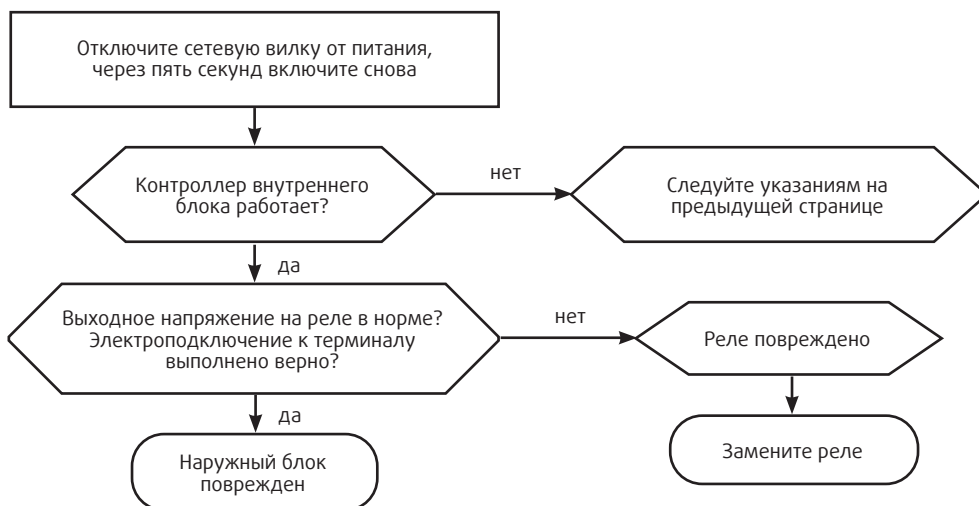 Отключите сетевую вилку от питания,
через пять секунд включите снова
Контроллер внутреннего
блока работает?
нет
Следуйте указаниям на
предыдущей странице
да
Выходное напряжение на реле в норме?
Электроподключение к терминалу
выполнено верно?
нет
Реле повреждено
да
Наружный блок
поврежден
Замените реле